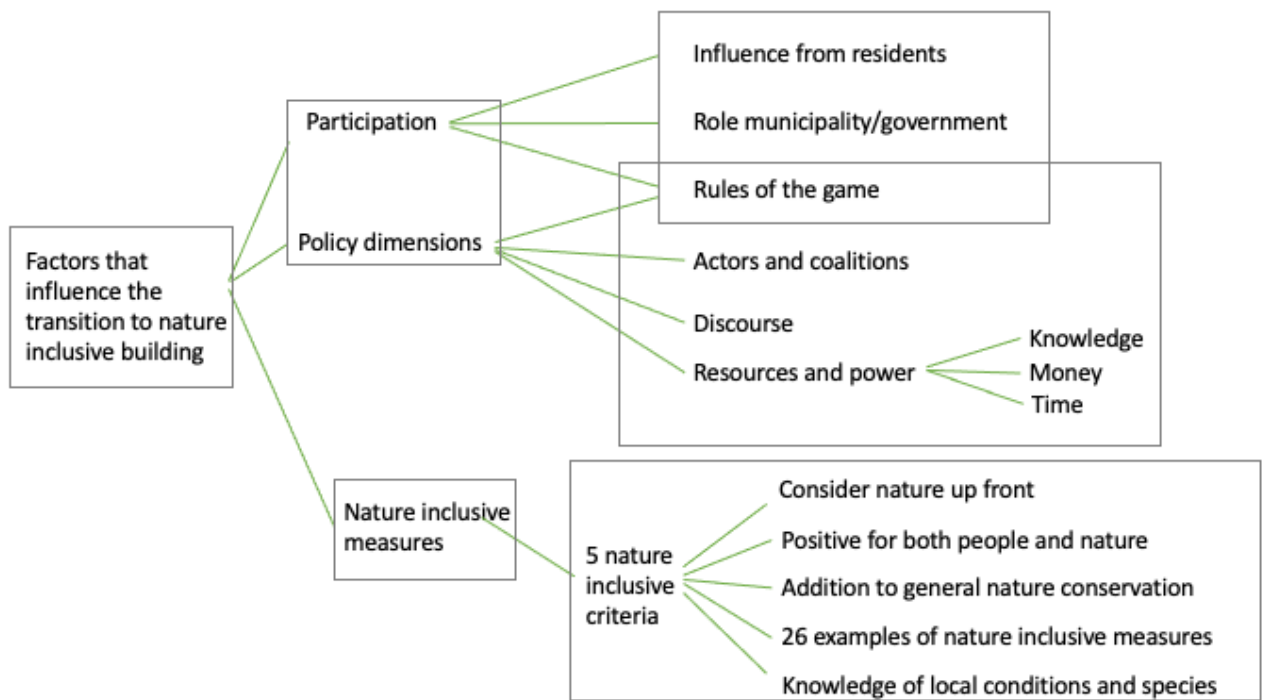 Influence from residents
Participation
Role municipality/government
Rules of the game
Policy dimensions
Factors that
influence the
transition to nature
inclusive building
Actors and coalitions
Discourse
Knowledge
Resources and power
Money
Time
Nature inclusive
measures
5 nature
inclusive
criteria
Consider nature up front
Positive for both people and nature
Addition to general nature conservation
26 examples of nature inclusive measures
Knowledge of local conditions and species